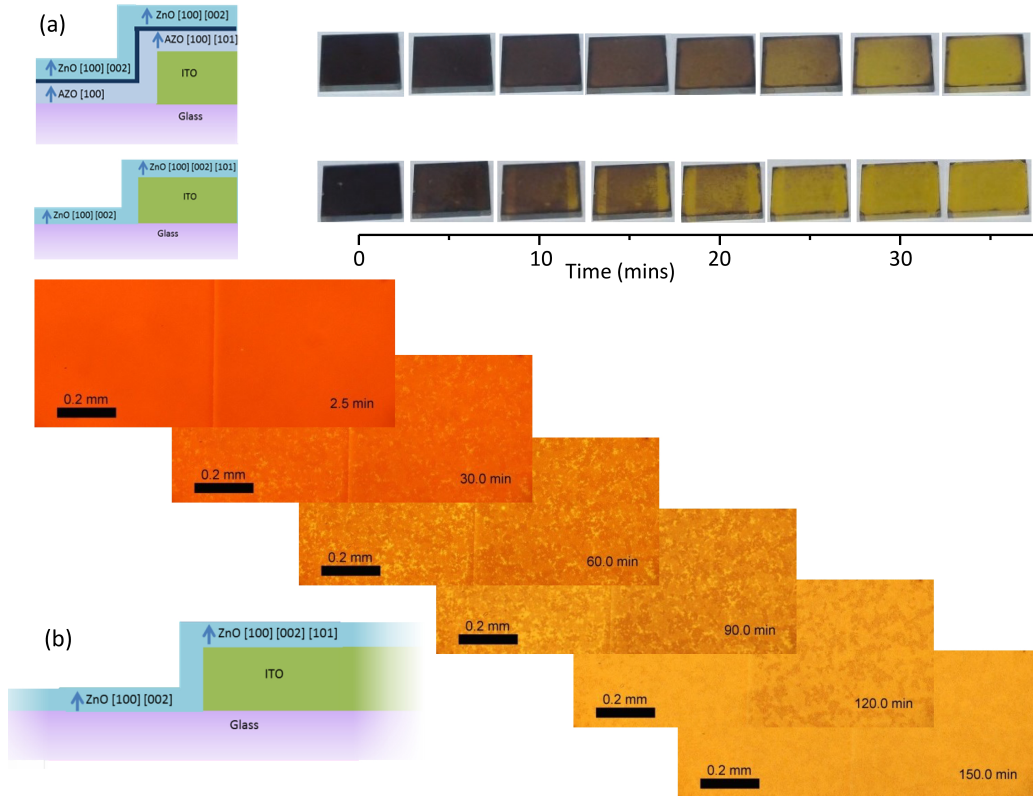 (a)
ZnO [100] [002]
AZO [100] [101]
ZnO [100] [002]
ITO
AZO [100]
Glass
ZnO [100][002] [101]
ITO
ZnO [100] [002]
Glass
0 10 20 30
Time (mins)
0.2 mm
2.5 min
0.2 mm
30.0 min
0.2 mm
60.0 min
0.2 mm
90.0 min
0.2 mm
120.0 min
0.2 mm
150.0 min
(b)
ZnO [100] [002] [101]
ITO
ZnO [100] [002]
Glass